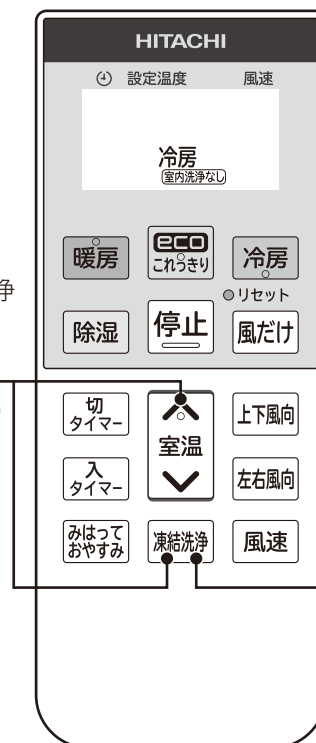 HITACHI
設定温度 風速
冷房
室内洗浄なし
暖房
eco
これっきり
冷房
リセット
浄
除湿
停止
風だけ
切
タイマー
室温
上下風向
入
タイマー
左右風向
みはって
おやすみ
凍結洗浄
風速